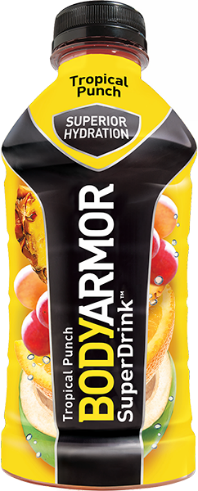 Tropical
Punch
SUPERIOR
HYDRATION
Tropical Punch
BODYARMOR
SuperDrink™